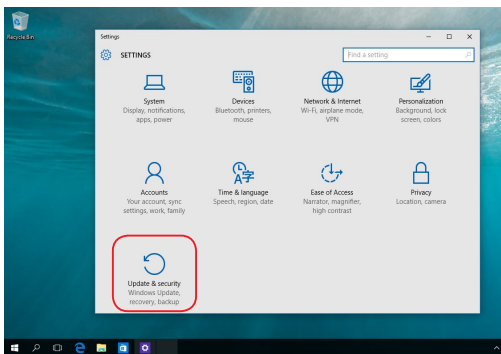 Recycle Bin
Settings
SETTINGS
Find a setting
System
Display, notifications,
apps, power
Devices
Bluetooth, printers,
mouse
Network & Internet
Wi-Fi, airplane mode,
VPN
Personalization
Background, lock
screen, colors
Accounts
Your account, sync
settings, work, family
Time & language
Speech, region, date
Ease of Access
Narrator, magnifier,
high contrast
Privacy
Location, camera
Update & security
Windows Update,
recovery, backup